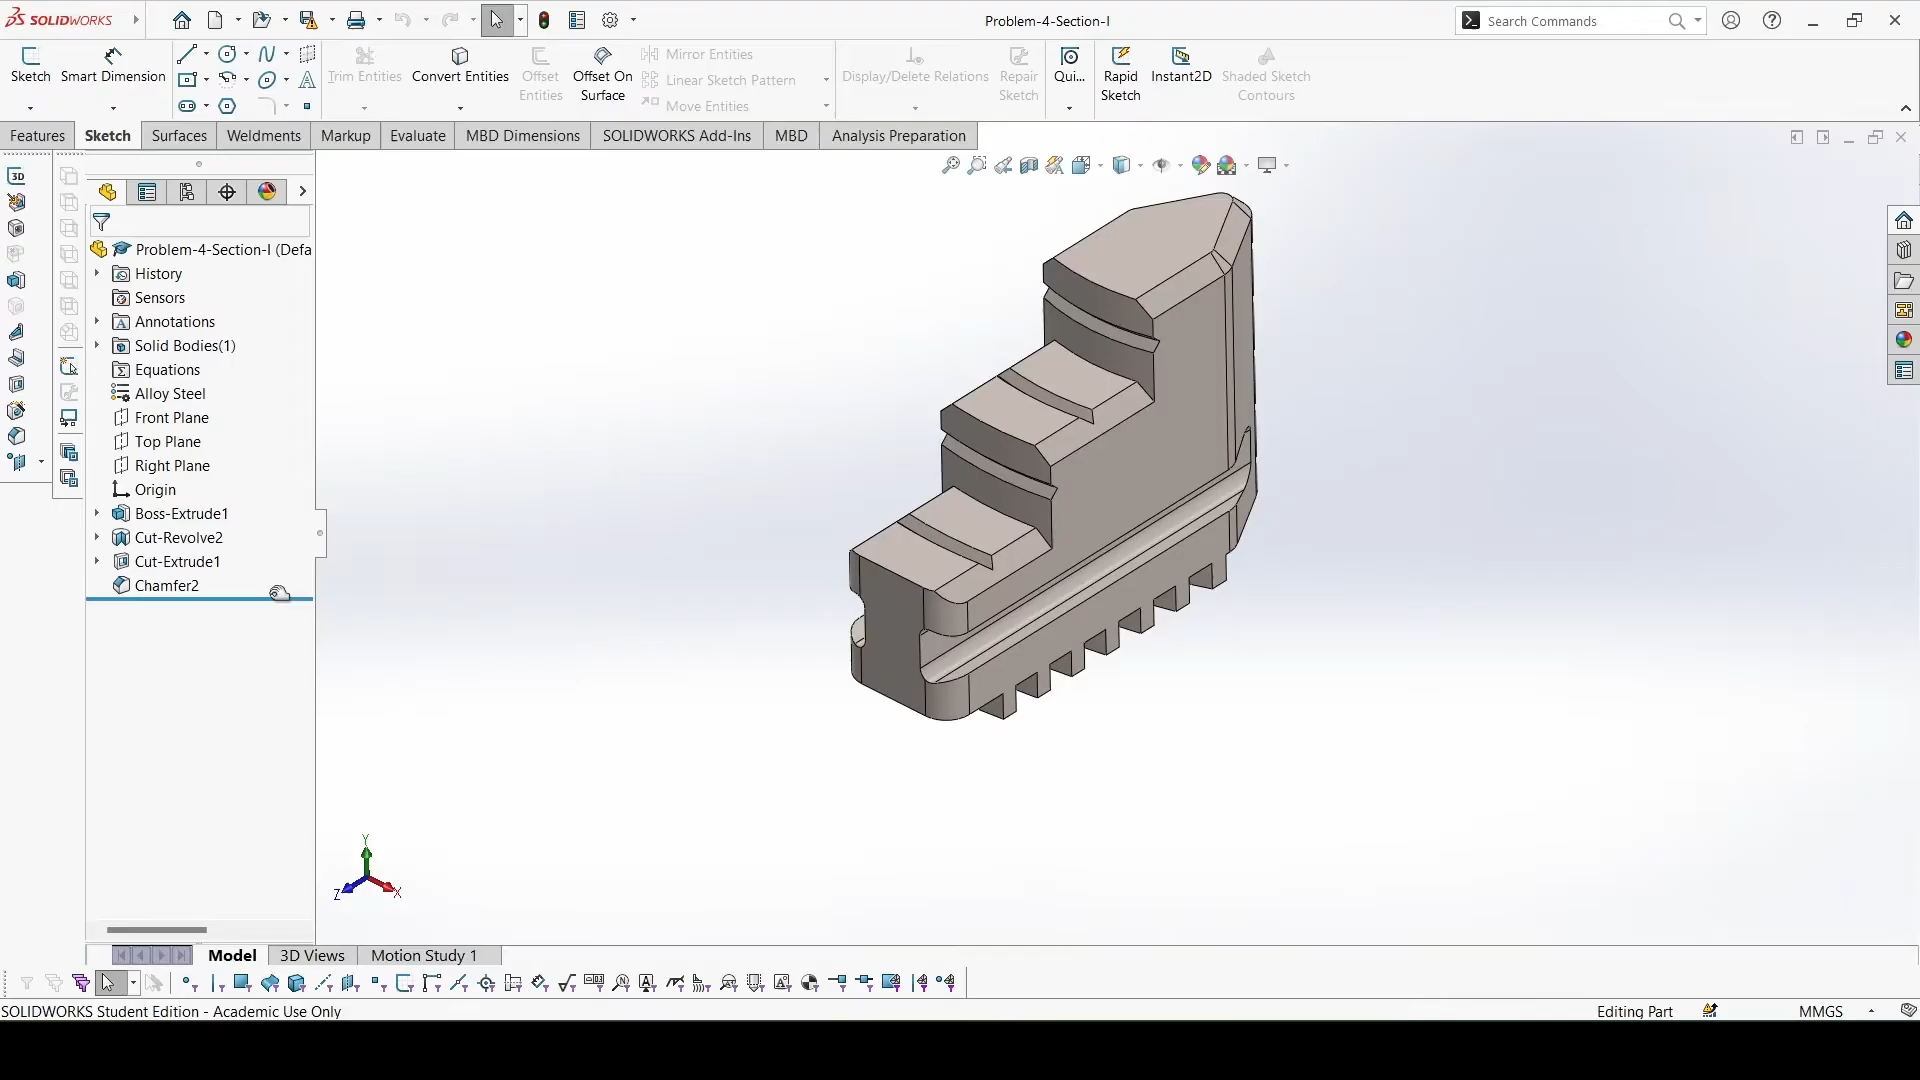 SOLIDWORKS
Problem-4-Section-I
Search Commands
Sketch
Smart Dimension
Trim Entities
Convert Entities
Offset
Entities
Offset On
Surface
Mirror Entities
Linear Sketch Pattern
Move Entities
Display/Delete Relations
Repair
Sketch
Qui...
Rapid
Sketch
Instant2D
Shaded Sketch
Contours
Features
Sketch
Surfaces
Weldments
Markup
Evaluate
MBD Dimensions
SOLIDWORKS Add-Ins
MBD
Analysis Preparation
3D
Problem-4-Section-I (Defa
History
Sensors
Annotations
Solid Bodies(1)
Equations
Alloy Steel
Front Plane
Top Plane
Right Plane
Origin
Boss-Extrude1
Cut-Revolve2
Cut-Extrude1
Chamfer2
Y
Z
X
Model
3D Views
Motion Study 1
SOLIDWORKS Student Edition - Academic Use Only
Editing Part
MMGS